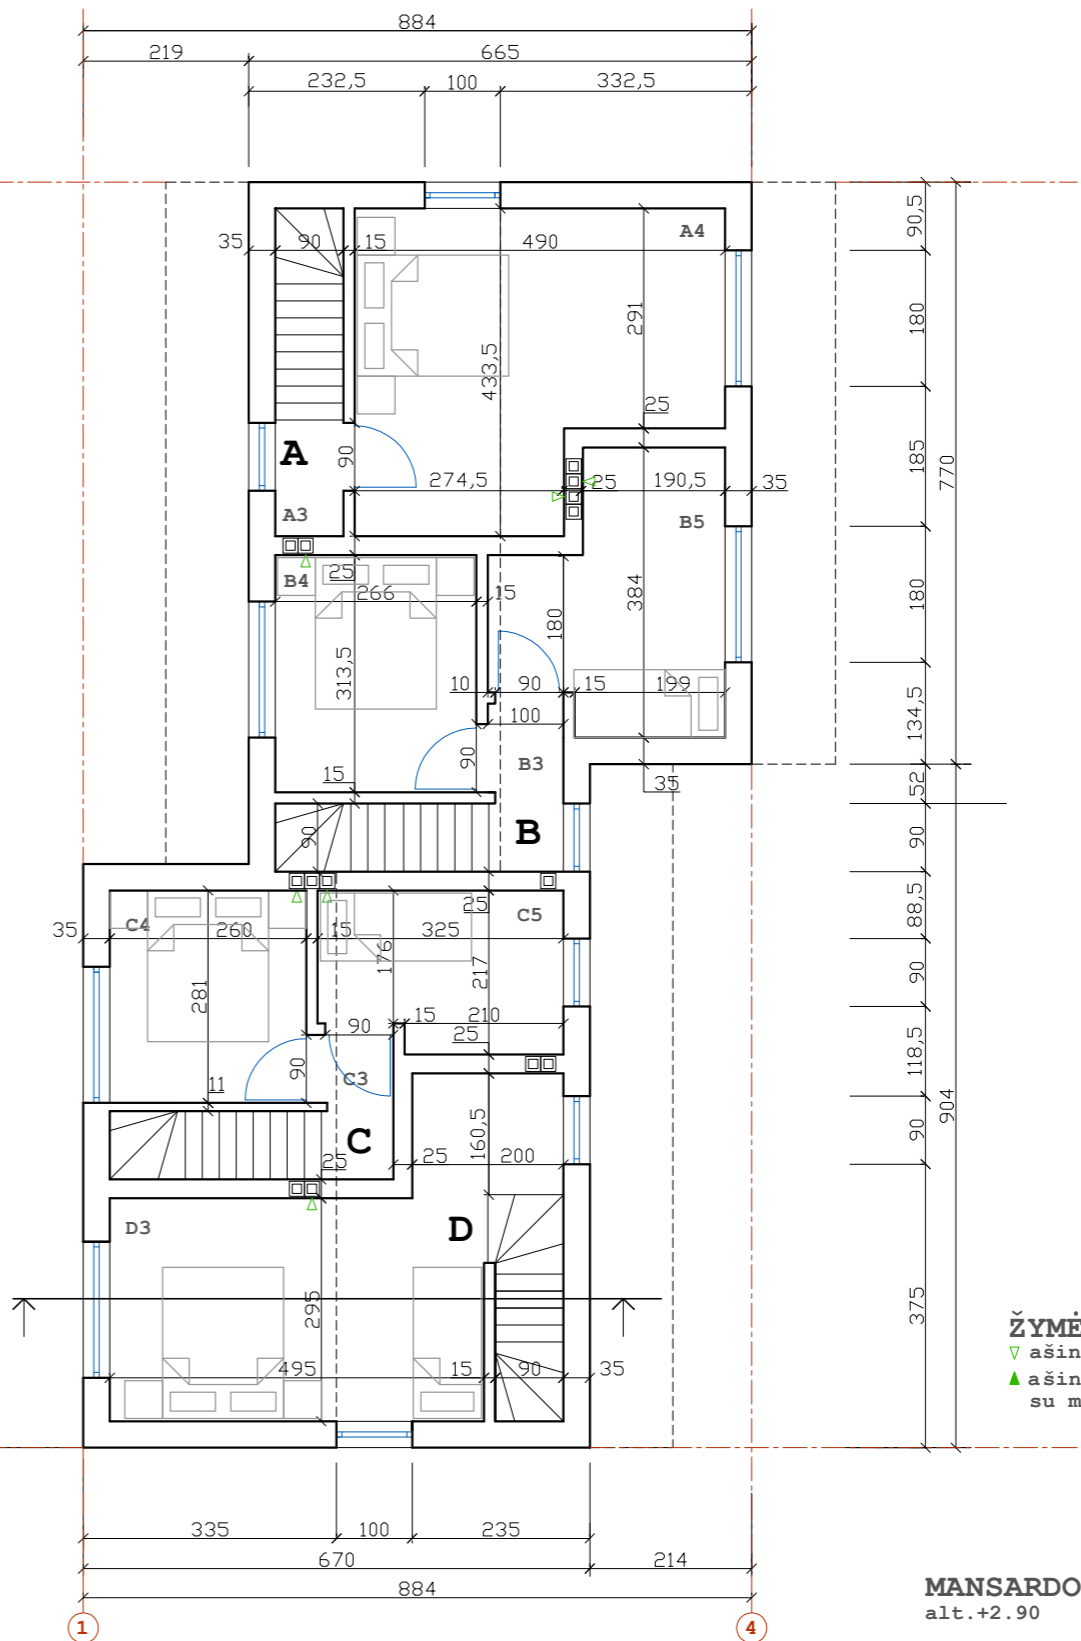 884
219 665
232,5 100 332,5
A4
35 90 15 490
90,5
180
291
433,5
25
A
90
185
770
274,5 25 190,5 35
A3
B5
25
B4
266 15
384
180
180
313,5
10 90 15 199
100
134,5
B3
90
15
35
52
B
90
90
25
C5
88,5
C4
35 260 15 325
176
217
281
90
15 210
90
25
118,5
90
C3
11
904
C
160,5
90
25
25 200
D3
D
295
375
ŽYMĖ
ašin
ašin
su m
495 15 90 35
335 100 235
670 214
884
MANSARDO
alt.+2.90
1 4